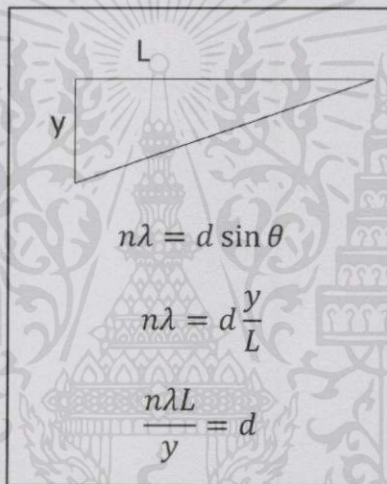 L
y
nλ = d sin θ
nλ = d y/L
nλL/y = d